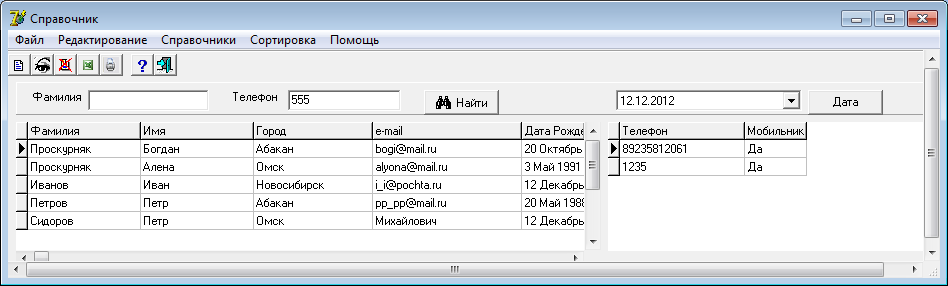 Справочник
Файл Редактирование Справочники Сортировка Помощь
Фамилия Телефон 555 Найти 12.12.2012 Дата
Фамилия Имя Город e-mail Дата Рожде Телефон Мобильник
Проскурняк Богдан Абакан bogi@mail.ru 20 Октябрь 89235812061 Да
Проскурняк Алена Омск alyona@mail.ru 3 Май 1991 1235 Да
Иванов Иван Новосибирск i_i@pochta.ru 12 Декабрь
Петров Петр Абакан pp_pp@mail.ru 20 Май 1988
Сидоров Петр Омск Михайлович 12 Декабрь